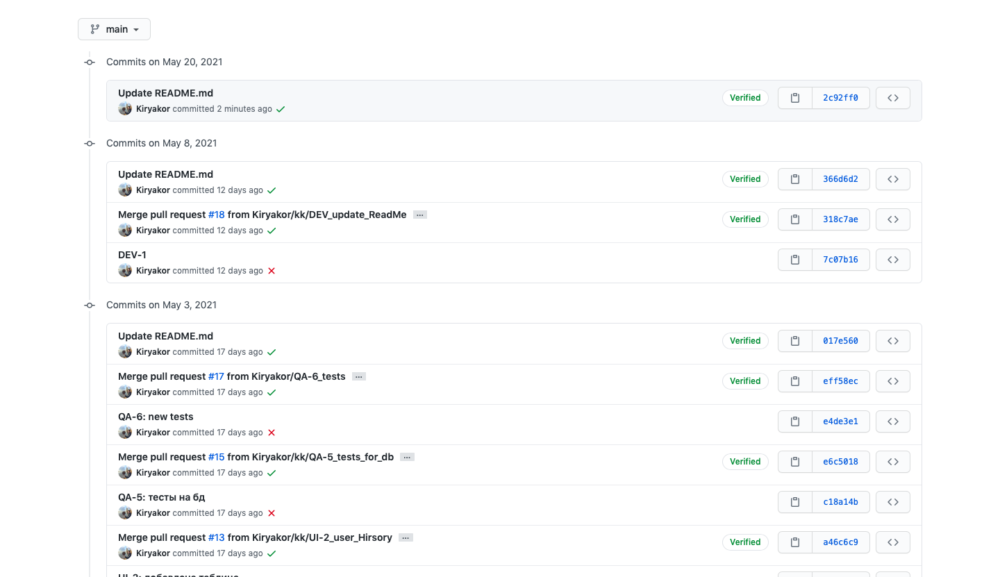 main
Commits on May 20, 2021
Update README.md
Verified
2c92ff0
Kiryakor committed 2 minutes ago
Commits on May 8, 2021
Update README.md
Verified
366d6d2
Kiryakor committed 12 days ago
Merge pull request #18 from Kiryakor/kk/DEV_update_ReadMe …
Verified
318c7ae
Kiryakor committed 12 days ago
DEV-1
7c07b16
Kiryakor committed 12 days ago
Commits on May 3, 2021
Update README.md
Verified
017e560
Kiryakor committed 17 days ago
Merge pull request #17 from Kiryakor/QA-6_tests …
Verified
eff58ec
Kiryakor committed 17 days ago
QA-6: new tests
e4de3e1
Kiryakor committed 17 days ago
Merge pull request #15 from Kiryakor/kk/QA-5_tests_for_db …
Verified
e6c5018
Kiryakor committed 17 days ago
QA-5: тесты на бд
c18a14b
Kiryakor committed 17 days ago
Merge pull request #13 from Kiryakor/kk/UI-2_user_Hirsory …
Verified
a46c6c9
Kiryakor committed 17 days ago